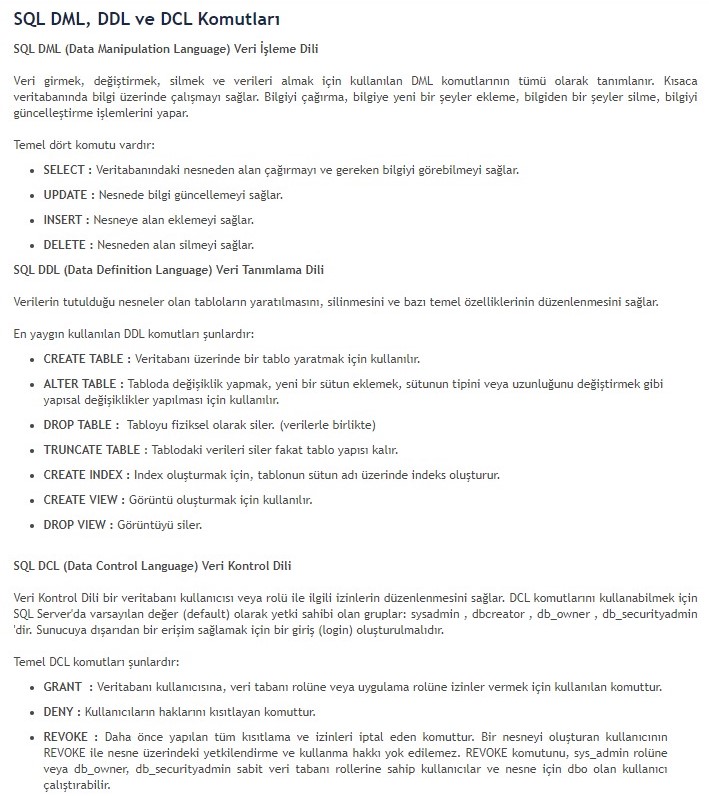 SQL DML, DDL ve DCL Komutları
SQL DML (Data Manipulation Language) Veri İşleme Dili
Veri girmek, değiştirmek, silmek ve verileri almak için kullanılan DML komutlarının tümü olarak tanımlanır. Kısaca
veritabanında bilgi üzerinde çalışmayı sağlar. Bilgiyi çağırma, bilgiye yeni bir şeyler ekleme, bilgiden bir şeyler silme, bilgiyi
güncelleştirme işlemlerini yapar.
Temel dört komutu vardır:
• SELECT : Veritabanındaki nesneden alan çağırmayı ve gereken bilgiyi görebilmeyi sağlar.
• UPDATE : Nesnede bilgi güncellemeyi sağlar.
• INSERT : Nesneye alan eklemeyi sağlar.
• DELETE : Nesneden alan silmeyi sağlar.
SQL DDL (Data Definition Language) Veri Tanımlama Dili
Verilerin tutulduğu nesneler olan tabloların yaratılmasını, silinmesini ve bazı temel özelliklerinin düzenlenmesini sağlar.
En yaygın kullanılan DDL komutları şunlardır:
• CREATE TABLE : Veritabanı üzerinde bir tablo yaratmak için kullanılır.
• ALTER TABLE : Tabloda değişiklik yapmak, yeni bir sütun eklemek, sütunun tipini veya uzunluğunu değiştirmek gibi
yapısal değişiklikler yapılması için kullanılır.
• DROP TABLE : Tabloyu fiziksel olarak siler. (verilerle birlikte)
• TRUNCATE TABLE : Tablodaki verileri siler fakat tablo yapısı kalır.
• CREATE INDEX : Index oluşturmak için, tablonun sütun adı üzerinde indeks oluşturur.
• CREATE VIEW : Görüntü oluşturmak için kullanılır.
• DROP VIEW : Görüntüyü siler.
SQL DCL (Data Control Language) Veri Kontrol Dili
Veri Kontrol Dili bir veritabanı kullanıcısı veya rolü ile ilgili izinlerin düzenlenmesini sağlar. DCL komutlarını kullanabilmek için
SQL Server'da varsayılan değer (default) olarak yetki sahibi olan gruplar: sysadmin , dbcreator , db_owner , db_securityadmin
'dir. Sunucuya dışarıdan bir erişim sağlamak için bir giriş (login) oluşturulmalıdır.
Temel DCL komutları şunlardır:
• GRANT : Veritabanı kullanıcısına, veri tabanı rolüne veya uygulama rolüne izinler vermek için kullanılan komuttur.
• DENY : Kullanıcıların haklarını kısıtlayan komuttur.
• REVOKE : Daha önce yapılan tüm kısıtlama ve izinleri iptal eden komuttur. Bir nesneyi oluşturan kullanıcının
REVOKE ile nesne üzerindeki yetkilendirme ve kullanma hakkı yok edilemez. REVOKE komutunu, sys_admin rolüne
veya db_owner, db_securityadmin sabit veri tabanı rollerine sahip kullanıcılar ve nesne için dbo olan kullanıcı
çalıştırabilir.